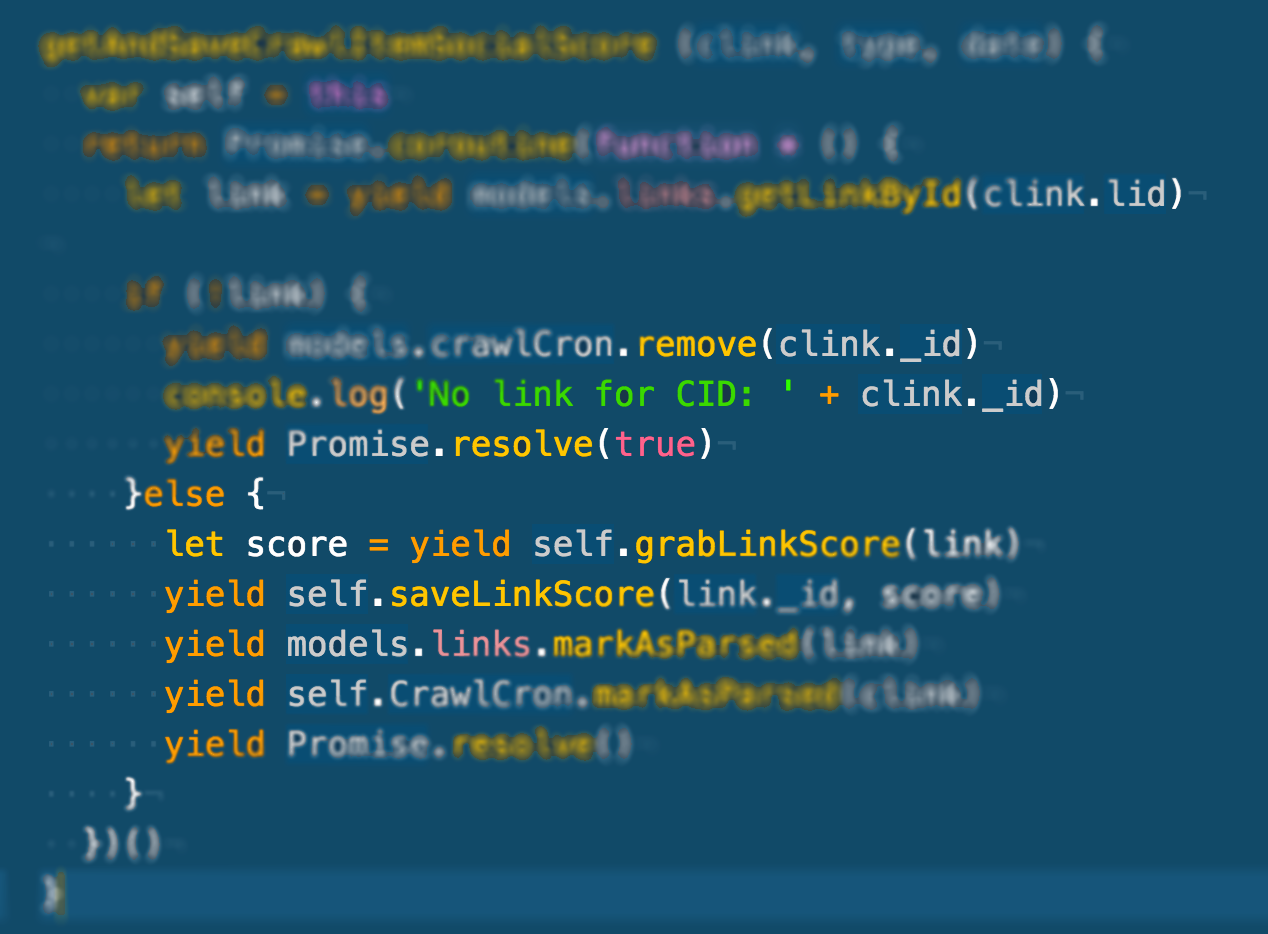 getAndSaveCrawlItemSocialScore (clink, type, date) {
var self = this
return Promise.coroutine(function * () {
let link = yield models.links.getLinkById(clink.lid)
if (!link) {
yield models.crawlCron.remove(clink._id)
console.log('No link for CID: ' + clink._id)
yield Promise.resolve(true)
}else {
let score = yield self.grabLinkScore(link)
yield self.saveLinkScore(link._id, score)
yield models.links.markAsParsed(link)
yield self.CrawlCron.markAsParsed(clink)
yield Promise.resolve()
}
})()
}